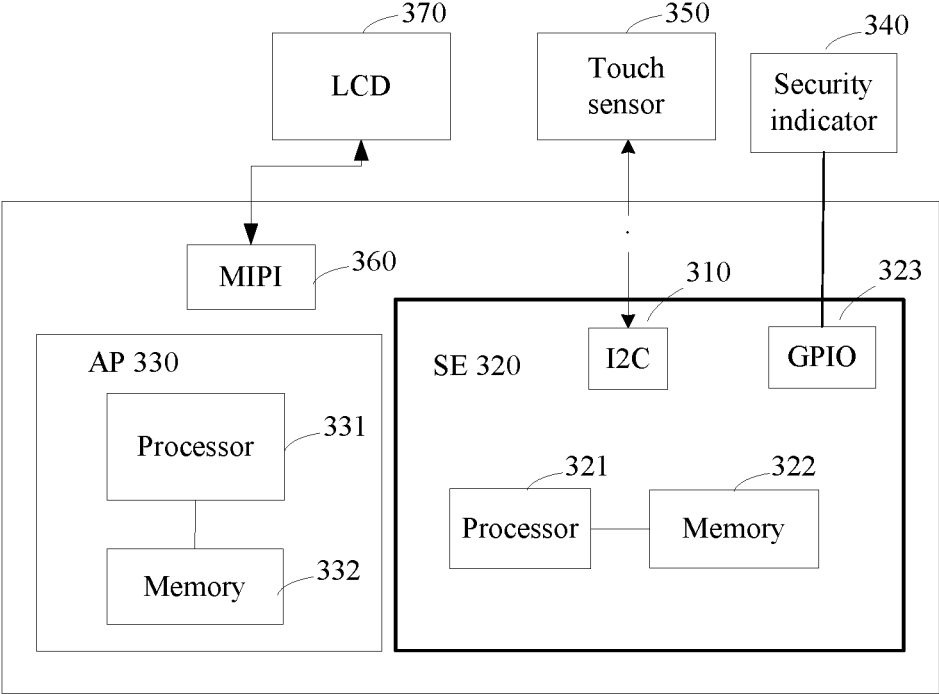 370
350
340
LCD
Touch
sensor
Security
indicator
MIPI
360
310
323
AP 330
SE 320
I2C
GPIO
Processor
331
321
322
Processor
Memory
Memory
332